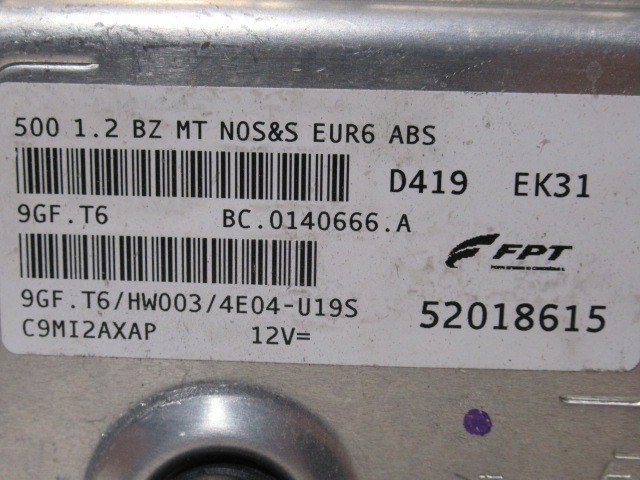 500 1.2 BZ MT NOS&S EUR6 ABS
D419 EK31
9GF.T6 BC.0140666.A
FPT
9GF.T6/HW003/4E04-U19S
52018615
C9MI2AXAP 12V=